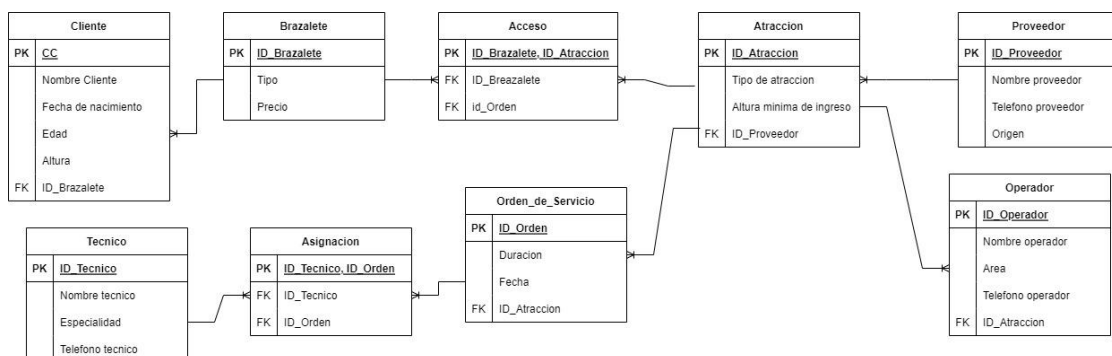 Cliente
PK CC
Nombre Cliente
Fecha de nacimiento
Edad
Altura
FK ID_Brazalete
Brazalete
PK ID_Brazalete
Tipo
Precio
Acceso
PK ID_Brazalete, ID_Atraccion
FK ID_Breazalete
FK id_Orden
Atraccion
PK ID_Atraccion
Tipo de atraccion
Altura minima de ingreso
FK ID_Proveedor
Proveedor
PK ID_Proveedor
Nombre proveedor
Telefono proveedor
Origen
Tecnico
PK ID_Tecnico
Nombre tecnico
Especialidad
Telefono tecnico
Asignacion
PK ID_Tecnico, ID_Orden
FK ID_Tecnico
FK ID_Orden
Orden_de_Servicio
PK ID_Orden
Duracion
Fecha
FK ID_Atraccion
Operador
PK ID_Operador
Nombre operador
Area
Telefono operador
FK ID_Atraccion